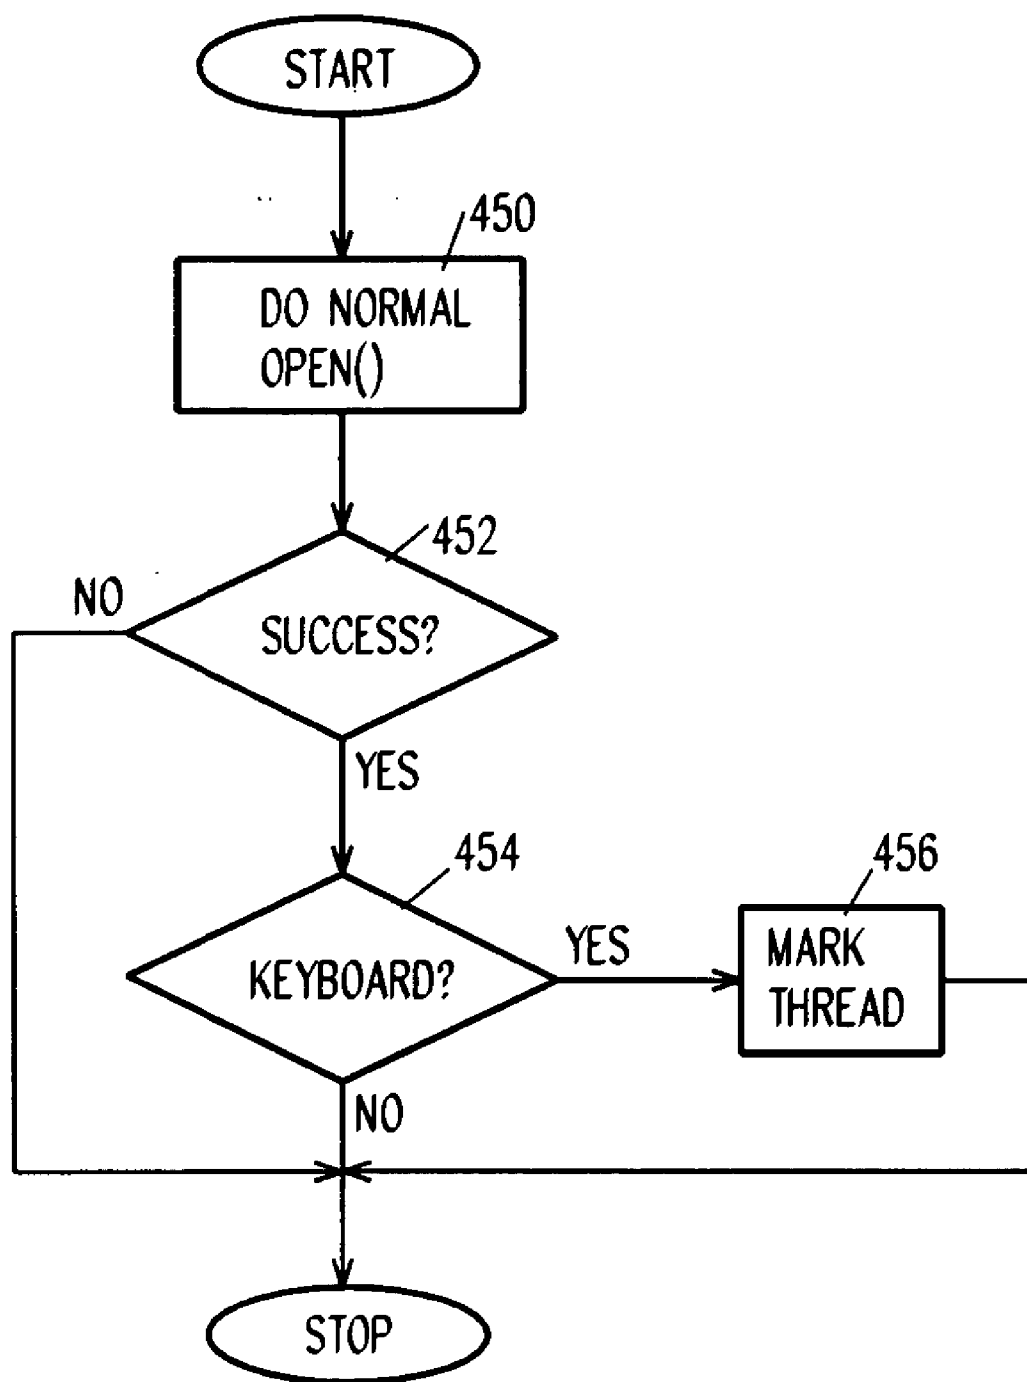 START
450
DO NORMAL
OPEN()
452
NO
SUCCESS?
YES
454
KEYBOARD?
YES
456
MARK
THREAD
NO
STOP